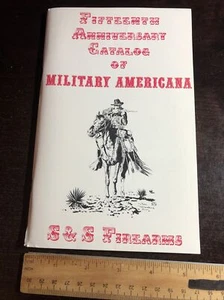 FIFTEENTH
ANNIVERSARY
CATALOG
OF
MILITARY AMERICANA
S & S FIREARMS